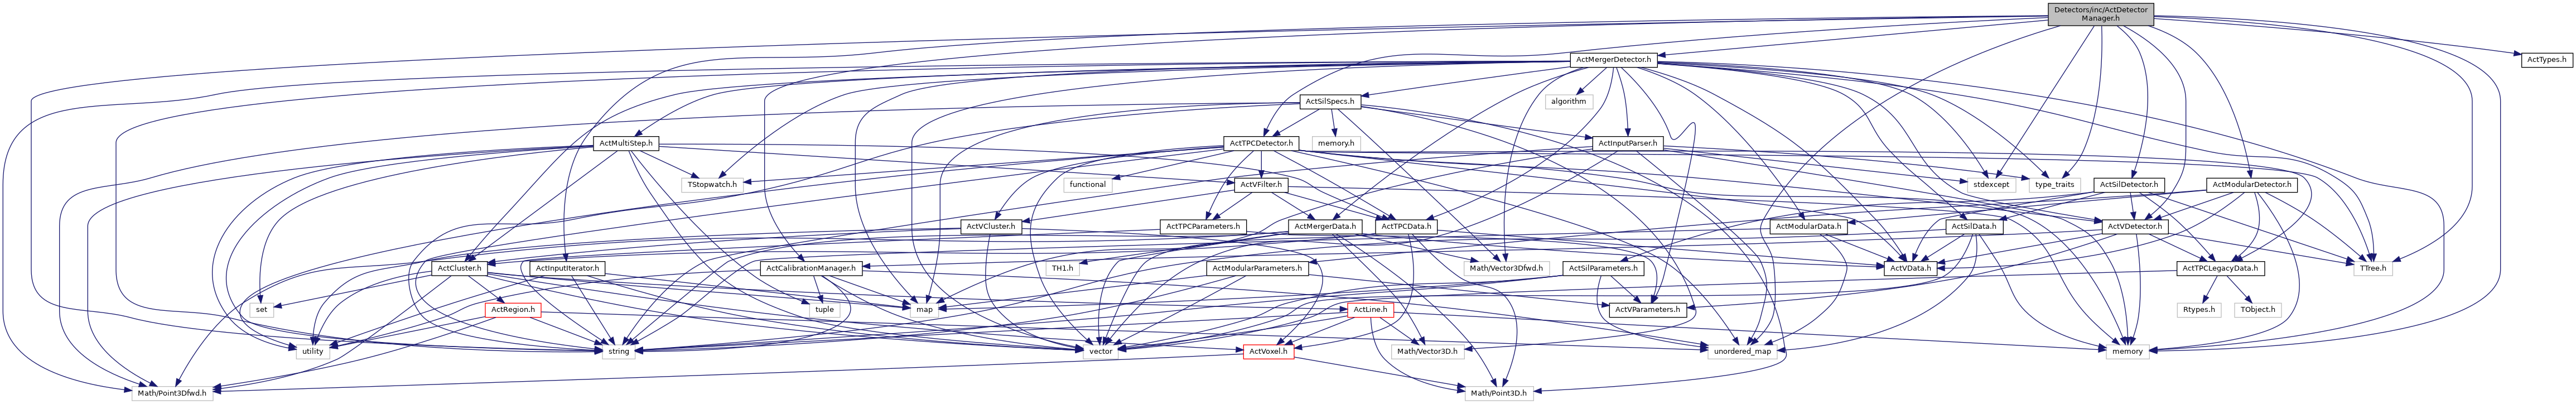 Detectors/inc/ActDetector
Manager.h
ActMergerDetector.h
ActTypes.h
ActSilSpecs.h
algorithm
ActMultiStep.h
ActTPCDetector.h
memory.h
ActInputParser.h
TStopwatch.h
functional
ActVFilter.h
stdexcept
type_traits
ActSilDetector.h
ActModularDetector.h
ActVCluster.h
ActTPCParameters.h
ActMergerData.h
ActTPCData.h
ActModularData.h
ActSilData.h
ActVDetector.h
ActCluster.h
ActInputIterator.h
ActCalibrationManager.h
TH1.h
ActModularParameters.h
Math/Vector3Dfwd.h
ActSilParameters.h
ActVData.h
ActTPCLegacyData.h
TTree.h
set
ActRegion.h
tuple
map
ActLine.h
ActVParameters.h
Rtypes.h
TObject.h
utility
string
ActVoxel.h
vector
Math/Vector3D.h
unordered_map
memory
Math/Point3Dfwd.h
Math/Point3D.h